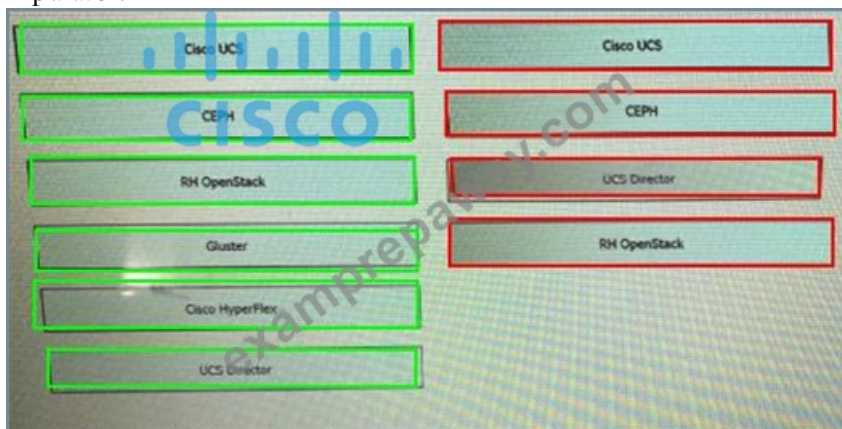 Cisco UCS
CEPH
RH OpenStack
Gluster
Cisco HyperFlex
UCS Director
Cisco UCS
CEPH
UCS Director
RH OpenStack
CISCO
examprepaway.com